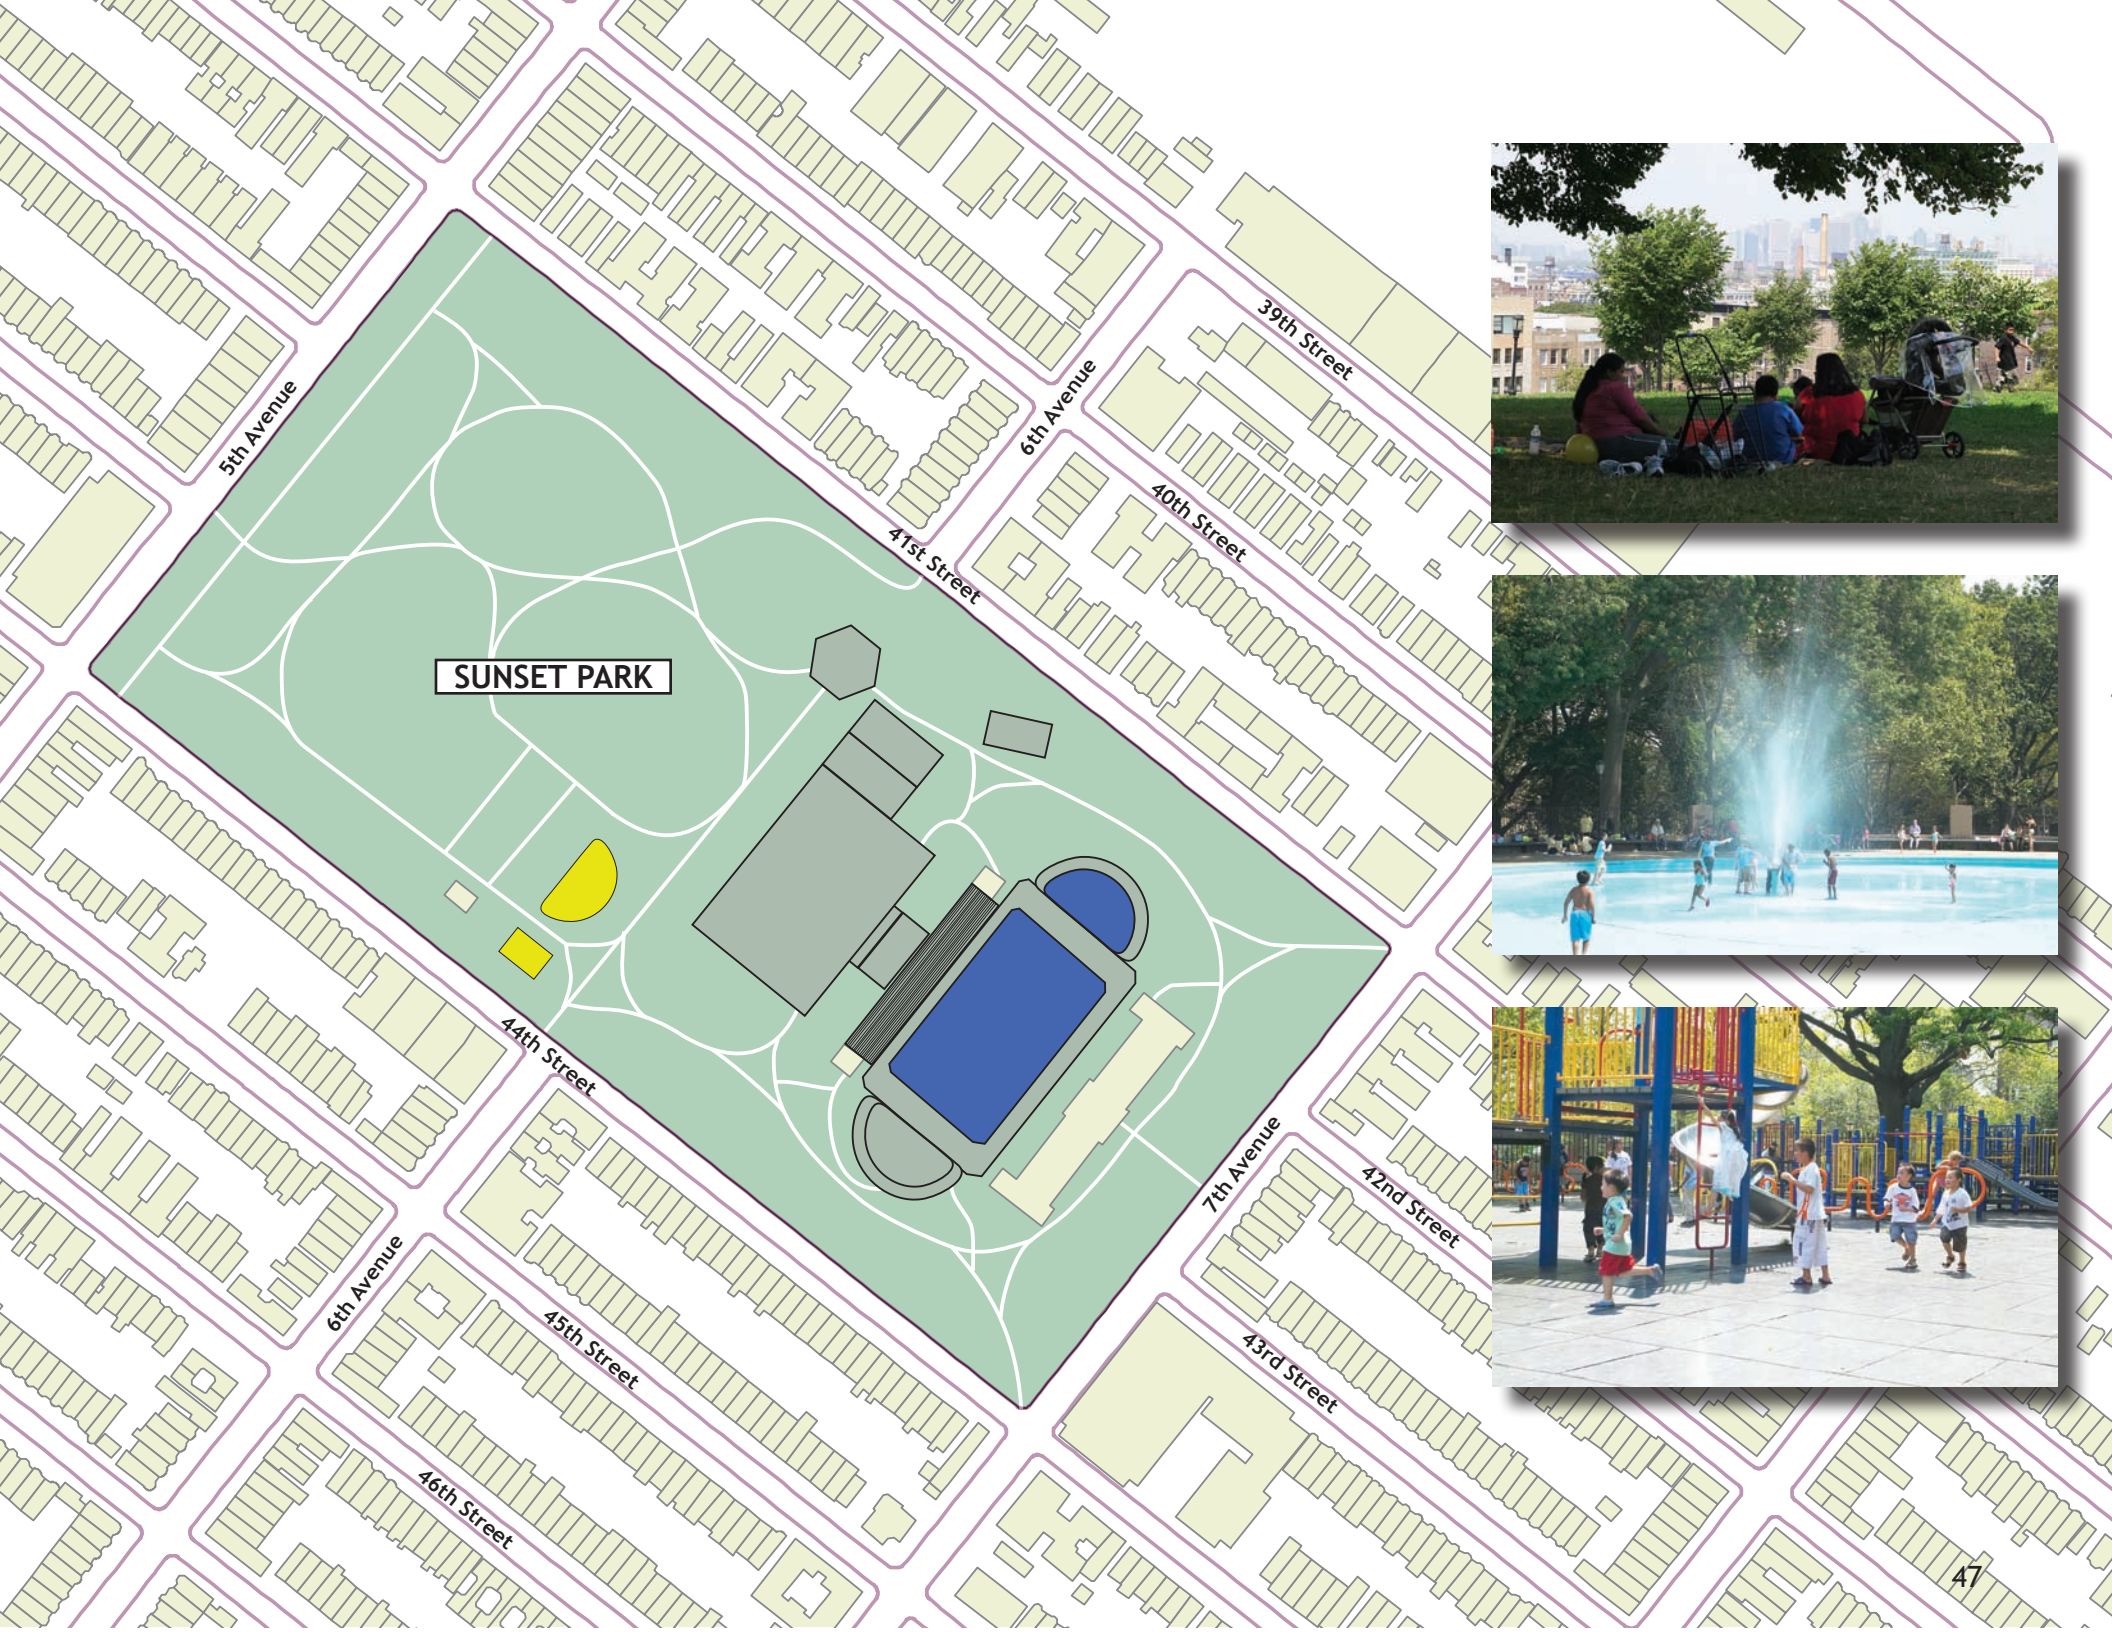 39th Street
5th Avenue
6th Avenue
40th Street
41st Street
SUNSET PARK
44th Street
7th Avenue
42nd Street
6th Avenue
45th Street
43rd Street
46th Street
47